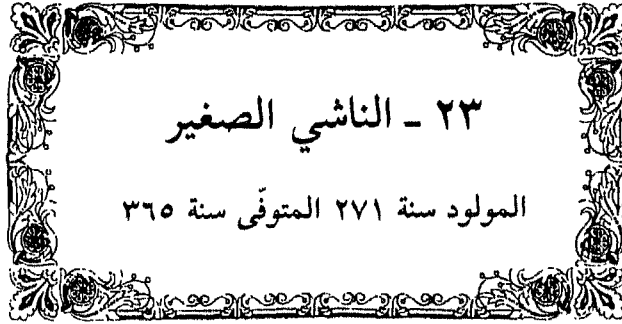 ٢٣ ـ الناشي الصغير
المولود سنة ٢٧١ المتوفّى سنة ٣٦٥